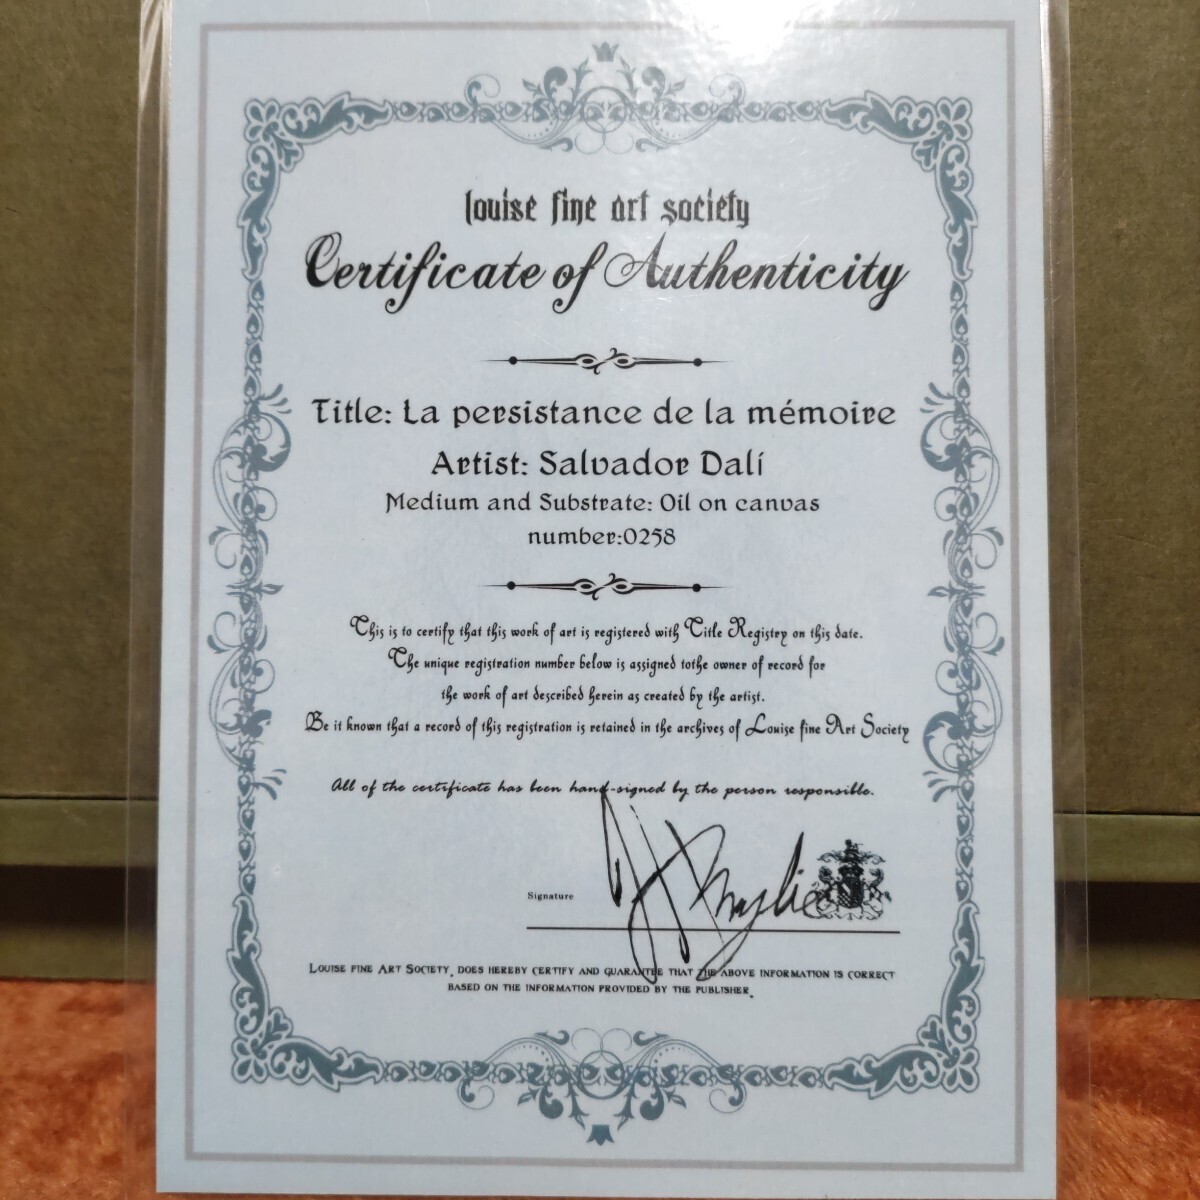 louise fine art society
Certificate of Authenticity
Title: La persistance de la mémoire
Artist: Salvador Dalí
Medium and Substrate: Oil on canvas
number:0258
This is to certify that this work of art is registered with Title Registry on this date.
The unique registration number below is assigned tothe owner of record for
the work of art described herein as created by the artist.
Be it known that a record of this registration is retained in the archives of Louise fine Art Society
All of the certificate has been hand-signed by the person responsible.
Signature
Louise fine Art Society, does hereby certify and guarantee that the above information is correct
based on the information provided by the publisher.